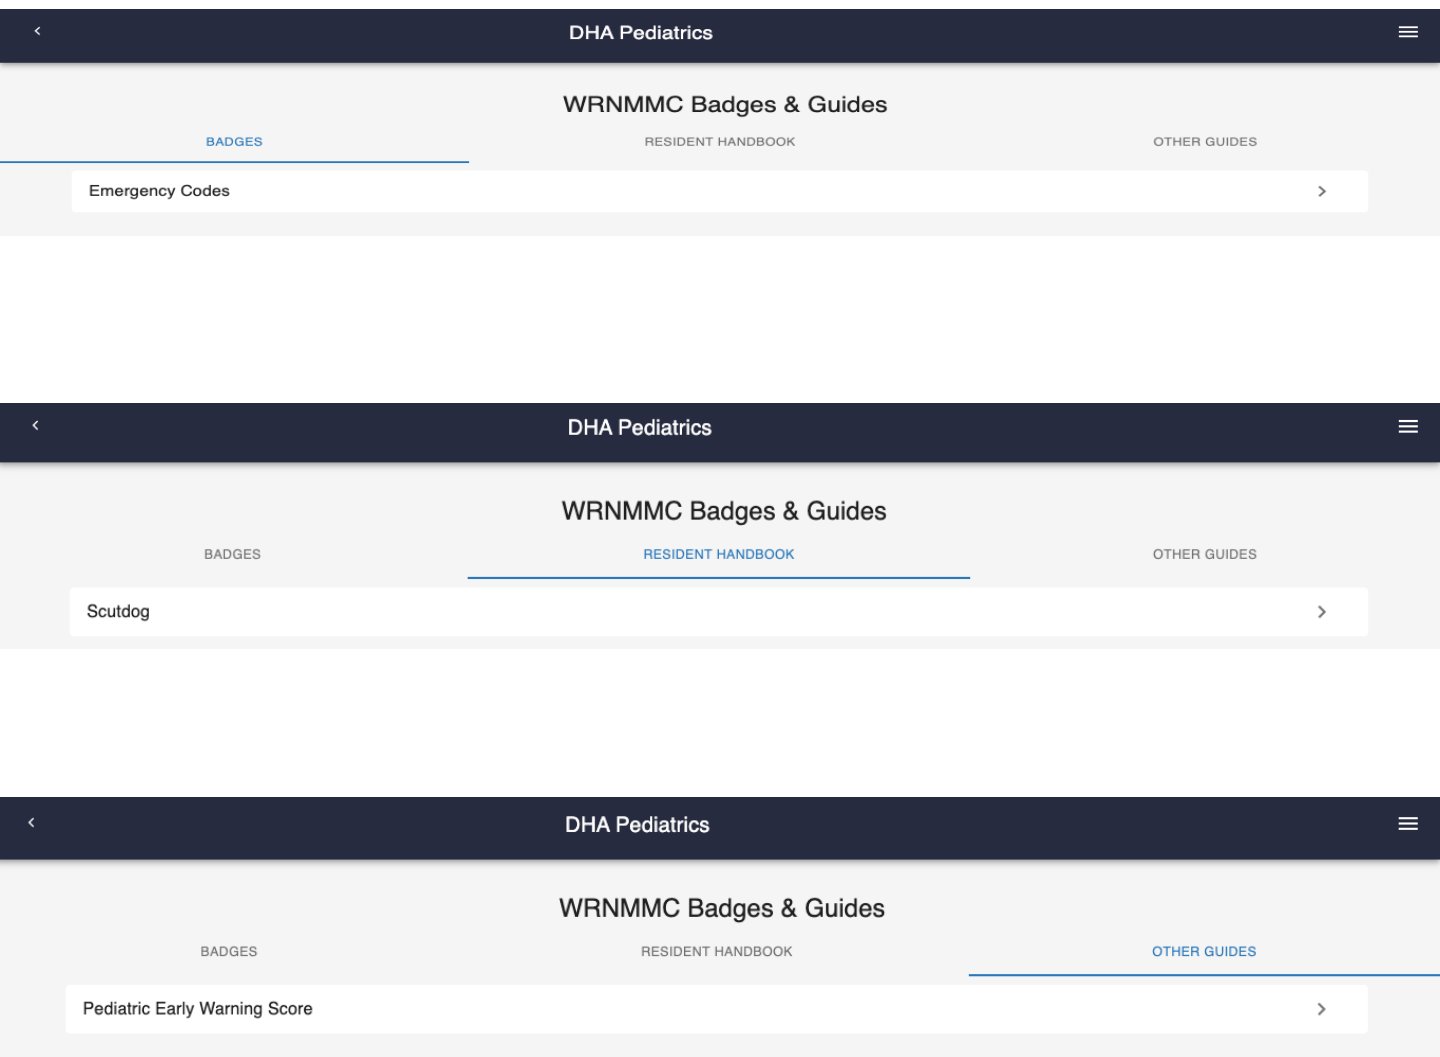 DHA Pediatrics
WRNMMC Badges & Guides
BADGES RESIDENT HANDBOOK OTHER GUIDES
Emergency Codes
DHA Pediatrics
WRNMMC Badges & Guides
BADGES RESIDENT HANDBOOK OTHER GUIDES
Scutdog
DHA Pediatrics
WRNMMC Badges & Guides
BADGES RESIDENT HANDBOOK OTHER GUIDES
Pediatric Early Warning Score